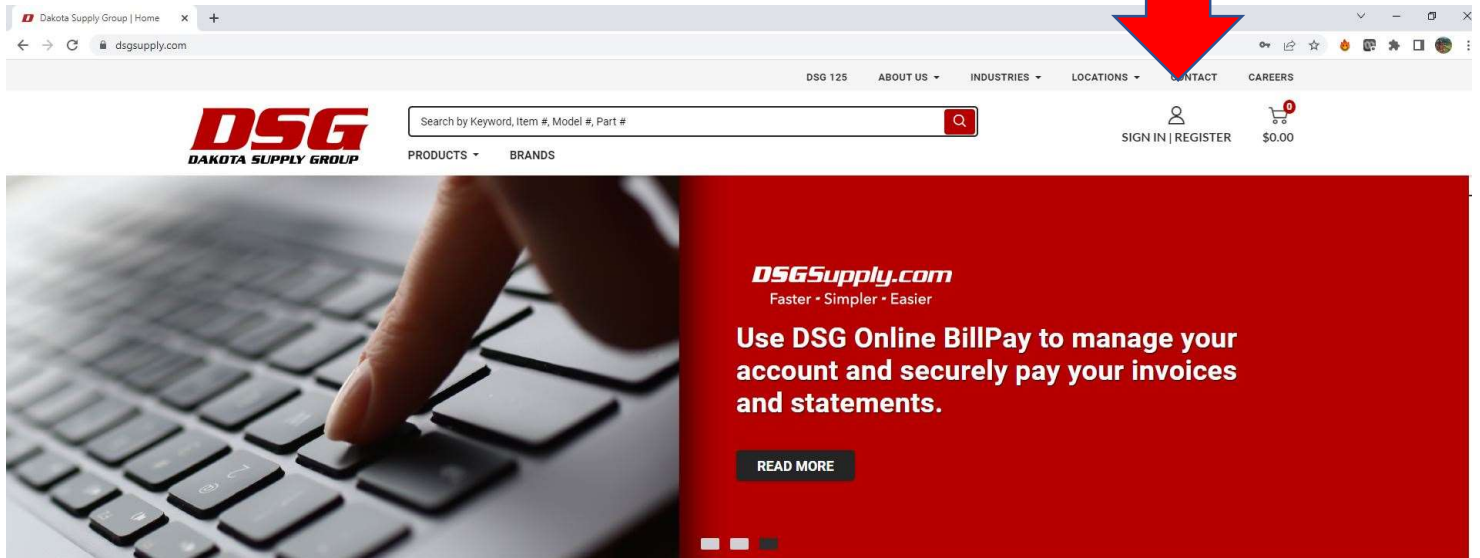 Dakota Supply Group | Home
dsgsupply.com
DSG 125 ABOUT US INDUSTRIES LOCATIONS CONTACT CAREERS
DSG
DAKOTA SUPPLY GROUP
Search by Keyword, Item #, Model #, Part #
0
SIGN IN | REGISTER $0.00
PRODUCTS BRANDS
DSGSupply.com
Faster - Simpler - Easier
Use DSG Online BillPay to manage your
account and securely pay your invoices
and statements.
READ MORE